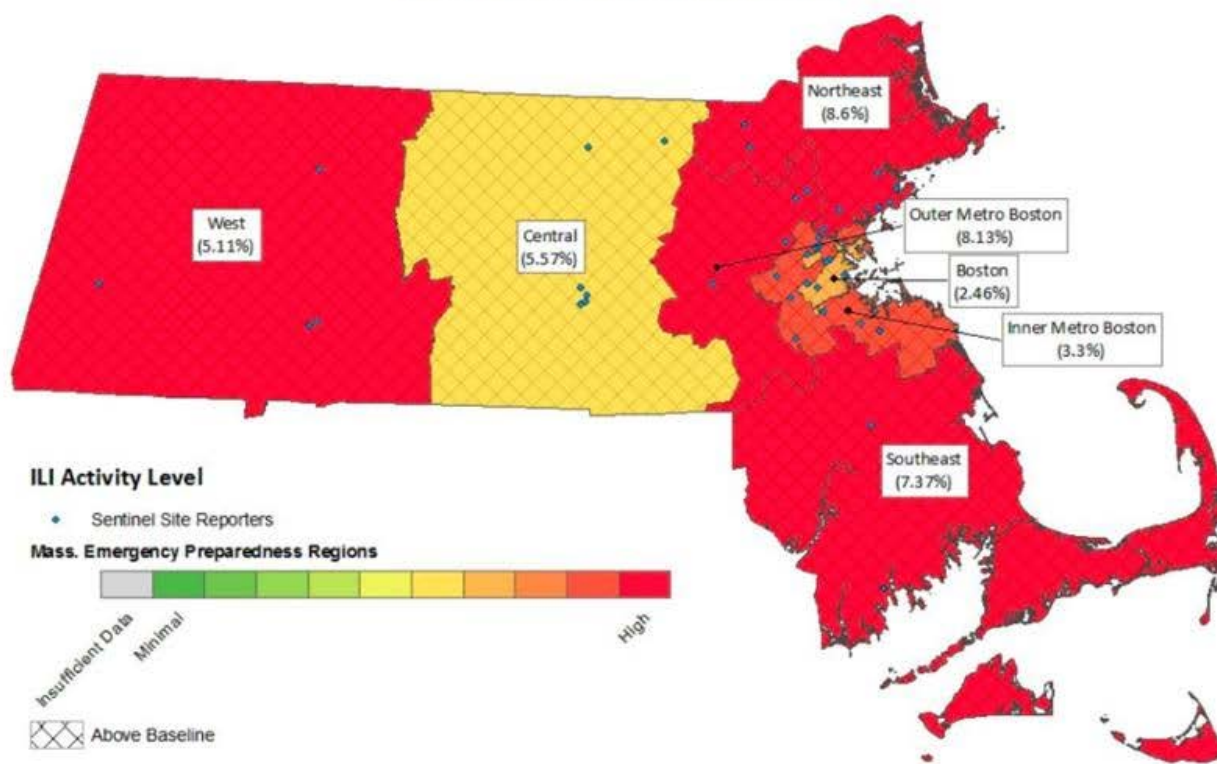 Northeast
(8.6%)
West
(5.11%)
Central
(5.57%)
Outer Metro Boston
(8.13%)
Boston
(2.46%)
Inner Metro Boston
(3.3%)
Southeast
(7.37%)
ILI Activity Level
Sentinel Site Reporters
Mass. Emergency Preparedness Regions
Insufficient Data
Minimal
High
Above Baseline